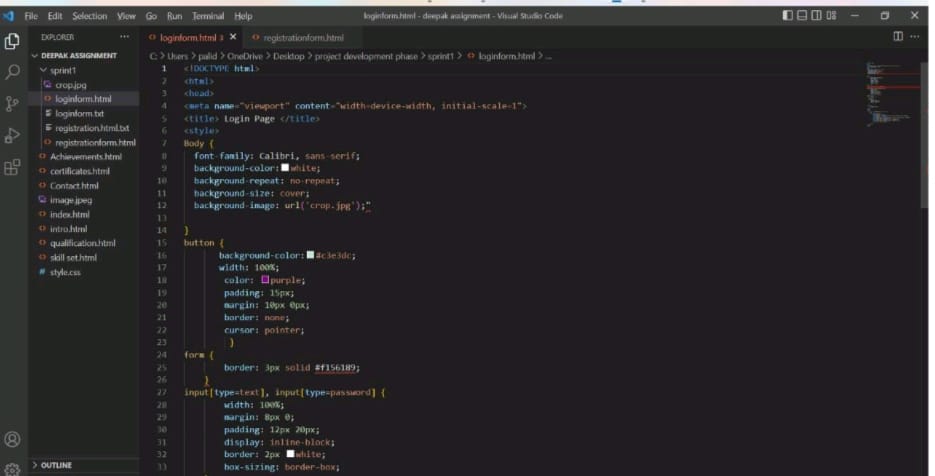 File Edit Selection View Go Run Terminal Help
loginform.html - deepak assignment - Visual Studio Code
EXPLORER ...
DEEPAK ASSIGNMENT
sprint1
crop.jpg
loginform.html
loginform.txt
registration.html.txt
registrationform.html
Achievements.html
certificates.html
Contact.html
image.jpeg
index.html
intro.html
qualification.html
skill set.html
# style.css
OUTLINE
loginform.html 3 ×
registrationform.html
C: > Users > palid > OneDrive > Desktop > project development phase > sprint1 > loginform.html > ...
1 <!DOCTYPE html>
2 <html>
3 <head>
4 <meta name="viewport" content="width=device-width, initial-scale=1">
5 <title> Login Page </title>
6 <style>
7 Body {
8 font-family: Calibri, sans-serif;
9 background-color: white;
10 background-repeat: no-repeat;
11 background-size: cover;
12 background-image: url('crop.jpg');"
13
14 }
15 button {
16 background-color: #c3e3dc;
17 width: 100%;
18 color: purple;
19 padding: 15px;
20 margin: 10px 0px;
21 border: none;
22 cursor: pointer;
23 }
24 form {
25 border: 3px solid #f156189;
26 }
27 input[type=text], input[type=password] {
28 width: 100%;
29 margin: 8px 0;
30 padding: 12px 20px;
31 display: inline-block;
32 border: 2px white;
33 box-sizing: border-box;